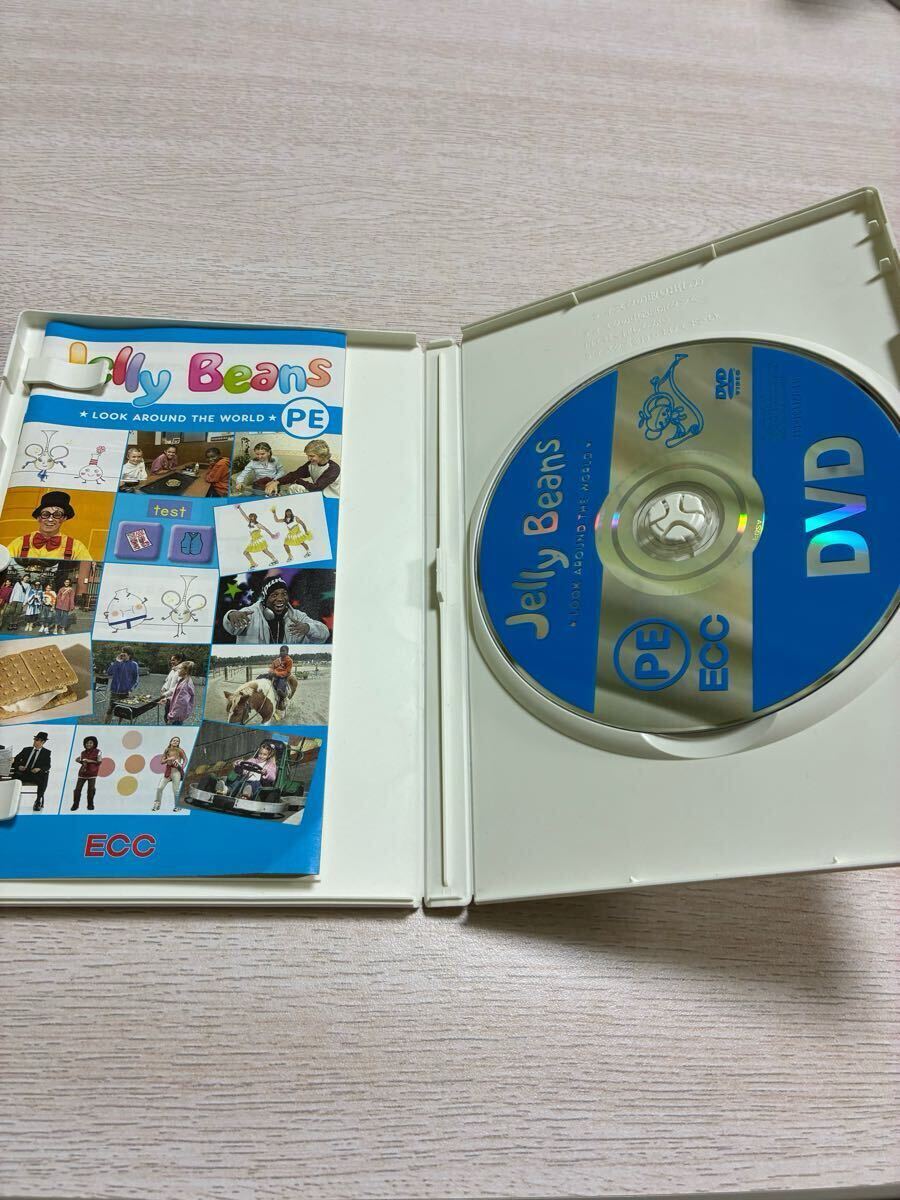 Jelly Beans
★ LOOK AROUND THE WORLD ★
PE
test
ECC
DVD
VIDEO
Jelly Beans
★ LOOK AROUND THE WORLD ★
PE
ECC
DVD